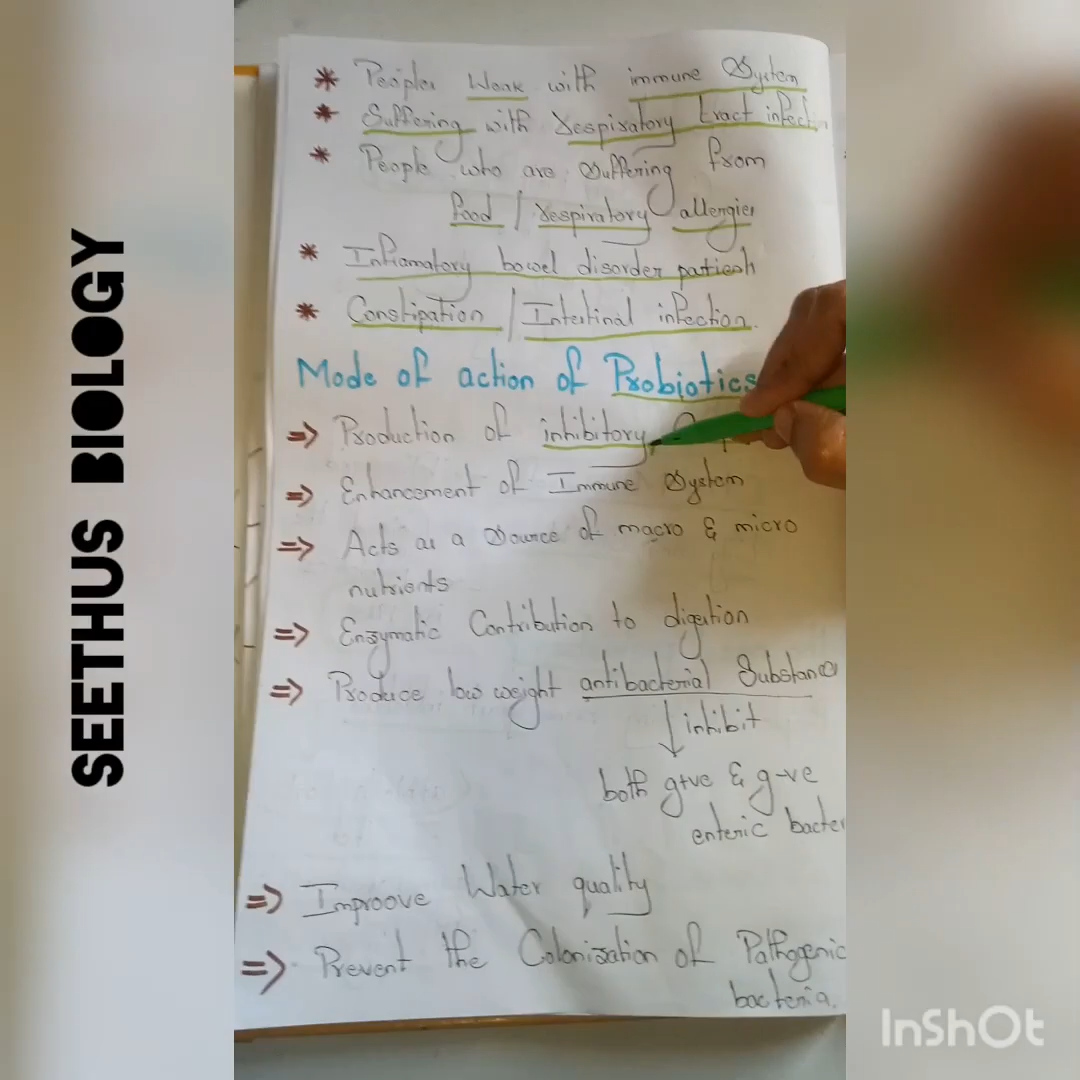 SEETHUS BIOLOGY
* Peoples Weak with immune System
* Suffering with respiratory tract infect
* People who are Suffering from
food / respiratory allergies
* Inflamatory bowel disorder
* Constipation / Intestinal infection.
Mode of action of Probiotics
=> Production of inhibitory
=> Enhancement of Immune System
=> Acts as a Source of macro & micro
nutrients
=> Enzymatic Contribution to digestion
=> Produce low weight antibacterial Substance
↓ inhibit
both g+ve & g-ve
enteric bacte
=> Improove Water quality
=> Prevent the Colonization of Pathogenic
bacteria.
InShOt